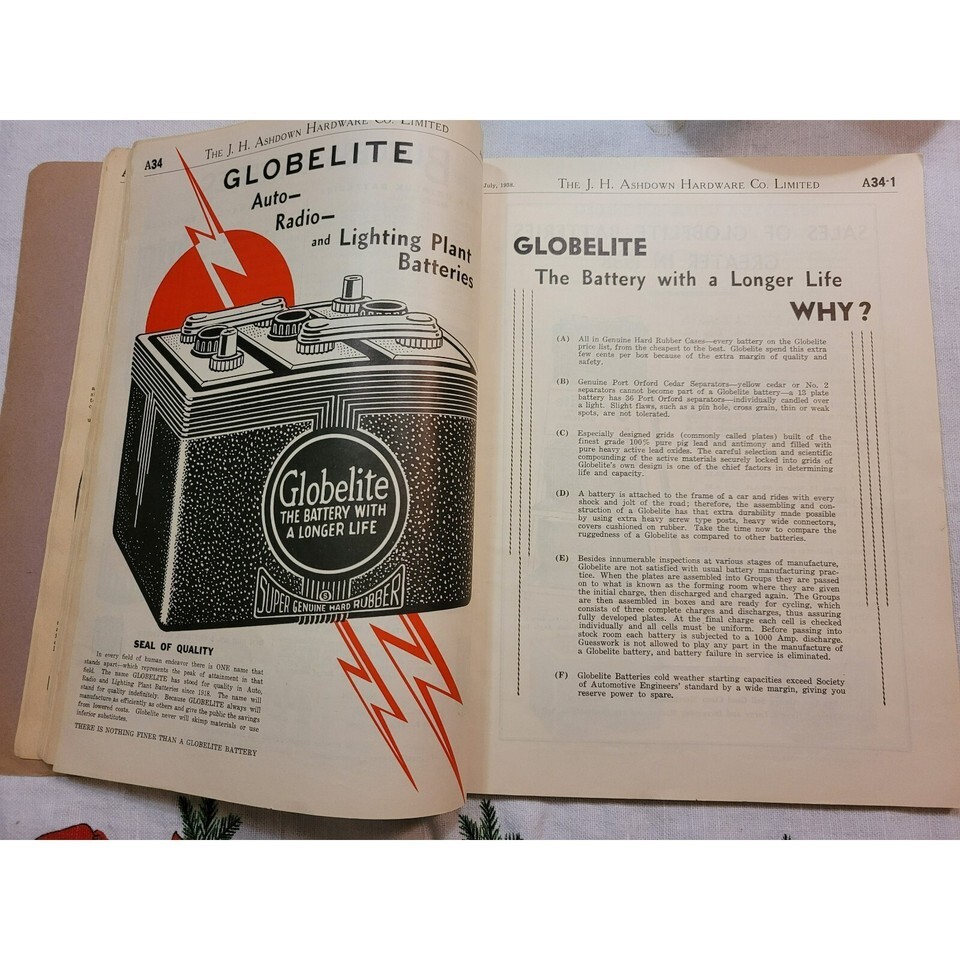 A34
THE J. H. ASHDOWN HARDWARE CO. LIMITED
GLOBELITE
Auto—
Radio—
and Lighting Plant
Batteries
Globelite
THE BATTERY WITH
A LONGER LIFE
SUPER GENUINE HARD RUBBER
SEAL OF QUALITY
In every field of human endeavor there is ONE name that
stands apart—which represents the peak of attainment in that
field. The name GLOBELITE has stood for quality in Auto,
Radio and Lighting Plant Batteries since 1918. The name will
stand for quality indefinitely. Because GLOBELITE always will
manufacture as efficiently as others and give the public the savings
from lowered costs. Globelite never will skimp materials or use
inferior substitutes.
THERE IS NOTHING FINER THAN A GLOBELITE BATTERY
July, 1938. THE J. H. ASHDOWN HARDWARE CO. LIMITED A34-1
GLOBELITE
The Battery with a Longer Life
WHY?
(A) All in Genuine Hard Rubber Cases—every battery on the Globelite
price list, from the cheapest to the best. Globelite spend this extra
few cents per box because of the extra margin of quality and
safety.
(B) Genuine Port Orford Cedar Separators—yellow cedar or No. 2
separators cannot become part of a Globelite battery—a 13 plate
battery has 36 Port Orford separators—individually candled over
a light. Slight flaws, such as a pin hole, cross grain, thin or weak
spots, are not tolerated.
(C) Especially designed grids (commonly called plates) built of the
finest grade 100% pure pig lead and antimony and filled with
pure heavy active lead oxides. The careful selection and scientific
compounding of the active materials securely locked into grids of
Globelite's own design is one of the chief factors in determining
life and capacity.
(D) A battery is attached to the frame of a car and rides with every
shock and jolt of the road; therefore, the assembling and con-
struction of a Globelite has that extra durability made possible
by using extra heavy screw type posts, heavy wide connectors,
covers cushioned on rubber. Take the time now to compare the
ruggedness of a Globelite as compared to other batteries.
(E) Besides innumerable inspections at various stages of manufacture,
Globelite are not satisfied with usual battery manufacturing prac-
tice. When the plates are assembled into Groups they are passed
on to what is known as the forming room where they are given
the initial charge, then discharged and charged again. The Groups
are then assembled in boxes and are ready for cycling, which
consists of three complete charges and discharges, thus assuring
fully developed plates. At the final charge each cell is checked
individually and all cells must be uniform. Before passing into
stock room each battery is subjected to a 1000 Amp. discharge.
Guesswork is not allowed to play any part in the manufacture of
a Globelite battery, and battery failure in service is eliminated.
(F) Globelite Batteries cold weather starting capacities exceed Society
of Automotive Engineers' standard by a wide margin, giving you
reserve power to spare.